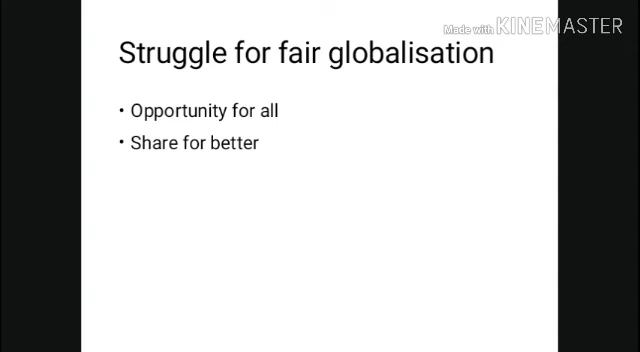 Made with KINEMASTER
Struggle for fair globalisation
• Opportunity for all
• Share for better